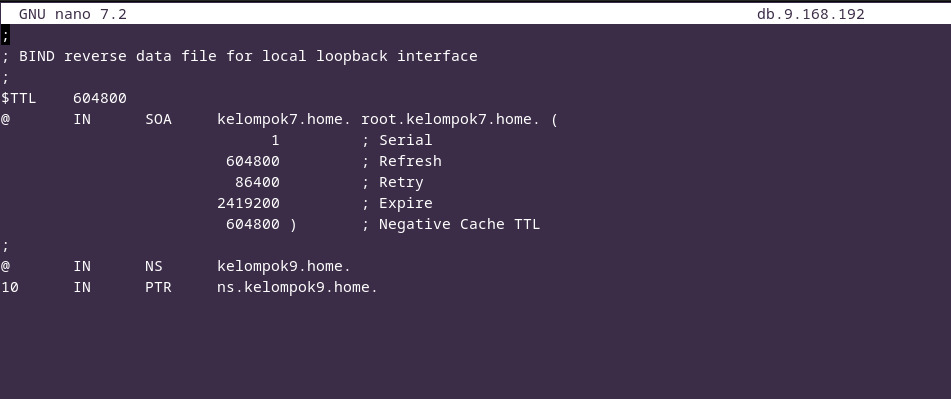 GNU nano 7.2 db.9.168.192
;
; BIND reverse data file for local loopback interface
;
$TTL 604800
@ IN SOA kelompok7.home. root.kelompok7.home. (
1 ; Serial
604800 ; Refresh
86400 ; Retry
2419200 ; Expire
604800 ) ; Negative Cache TTL
;
@ IN NS kelompok9.home.
10 IN PTR ns.kelompok9.home.